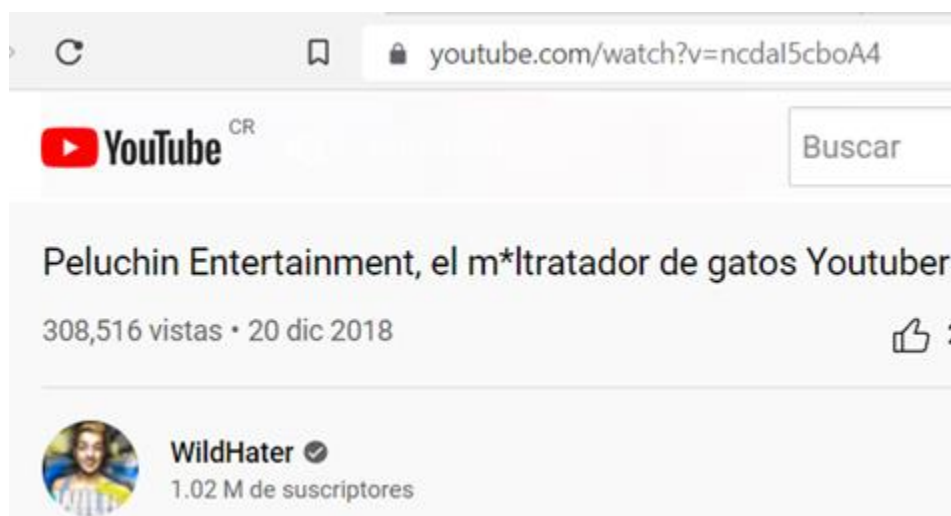 youtube.com/watch?v=ncdaI5cboA4
YouTube CR
Buscar
Peluchin Entertainment, el m*ltratador de gatos Youtuber
308,516 vistas • 20 dic 2018
WildHater
1.02 M de suscriptores